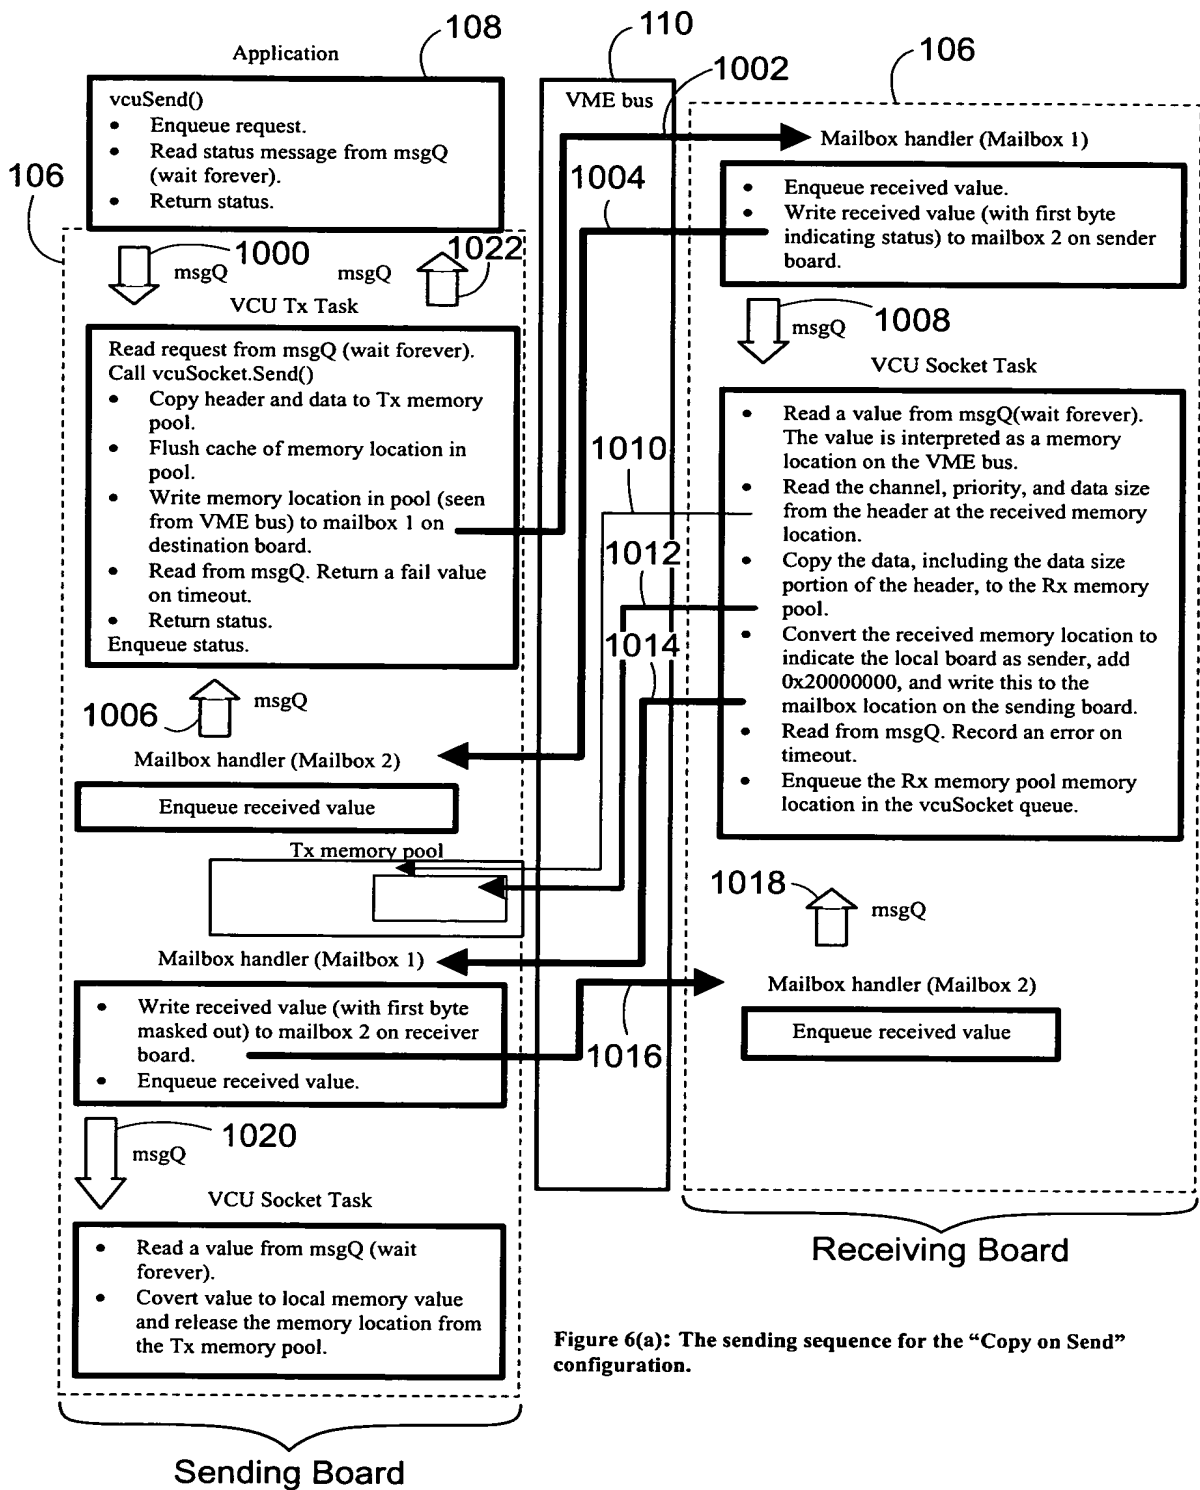 108
110
Application
1002
106
vcuSend()
• Enqueue request.
• Read status message from msgQ
(wait forever).
• Return status.
VME bus
Mailbox handler (Mailbox 1)
106
1004
• Enqueue received value.
• Write received value (with first byte
indicating status) to mailbox 2 on sender
board.
1000
msgQ
msgQ
1022
VCU Tx Task
msgQ
1008
VCU Socket Task
Read request from msgQ (wait forever).
Call vcuSocket.Send()
• Copy header and data to Tx memory
pool.
• Flush cache of memory location in
pool.
• Write memory location in pool (seen
from VME bus) to mailbox 1 on
destination board.
• Read from msgQ. Return a fail value
on timeout.
• Return status.
Enqueue status.
1010
1012
1014
• Read a value from msgQ(wait forever).
The value is interpreted as a memory
location on the VME bus.
• Read the channel, priority, and data size
from the header at the received memory
location.
• Copy the data, including the data size
portion of the header, to the Rx memory
pool.
• Convert the received memory location to
indicate the local board as sender, add
0x20000000, and write this to the
mailbox location on the sending board.
• Read from msgQ. Record an error on
timeout.
• Enqueue the Rx memory pool memory
location in the vcuSocket queue.
1006
msgQ
Mailbox handler (Mailbox 2)
Enqueue received value
Tx memory pool
1018
msgQ
Mailbox handler (Mailbox 1)
Mailbox handler (Mailbox 2)
• Write received value (with first byte
masked out) to mailbox 2 on receiver
board.
• Enqueue received value.
1016
Enqueue received value
1020
msgQ
VCU Socket Task
• Read a value from msgQ (wait
forever).
• Covert value to local memory value
and release the memory location from
the Tx memory pool.
Receiving Board
Figure 6(a): The sending sequence for the “Copy on Send”
configuration.
Sending Board